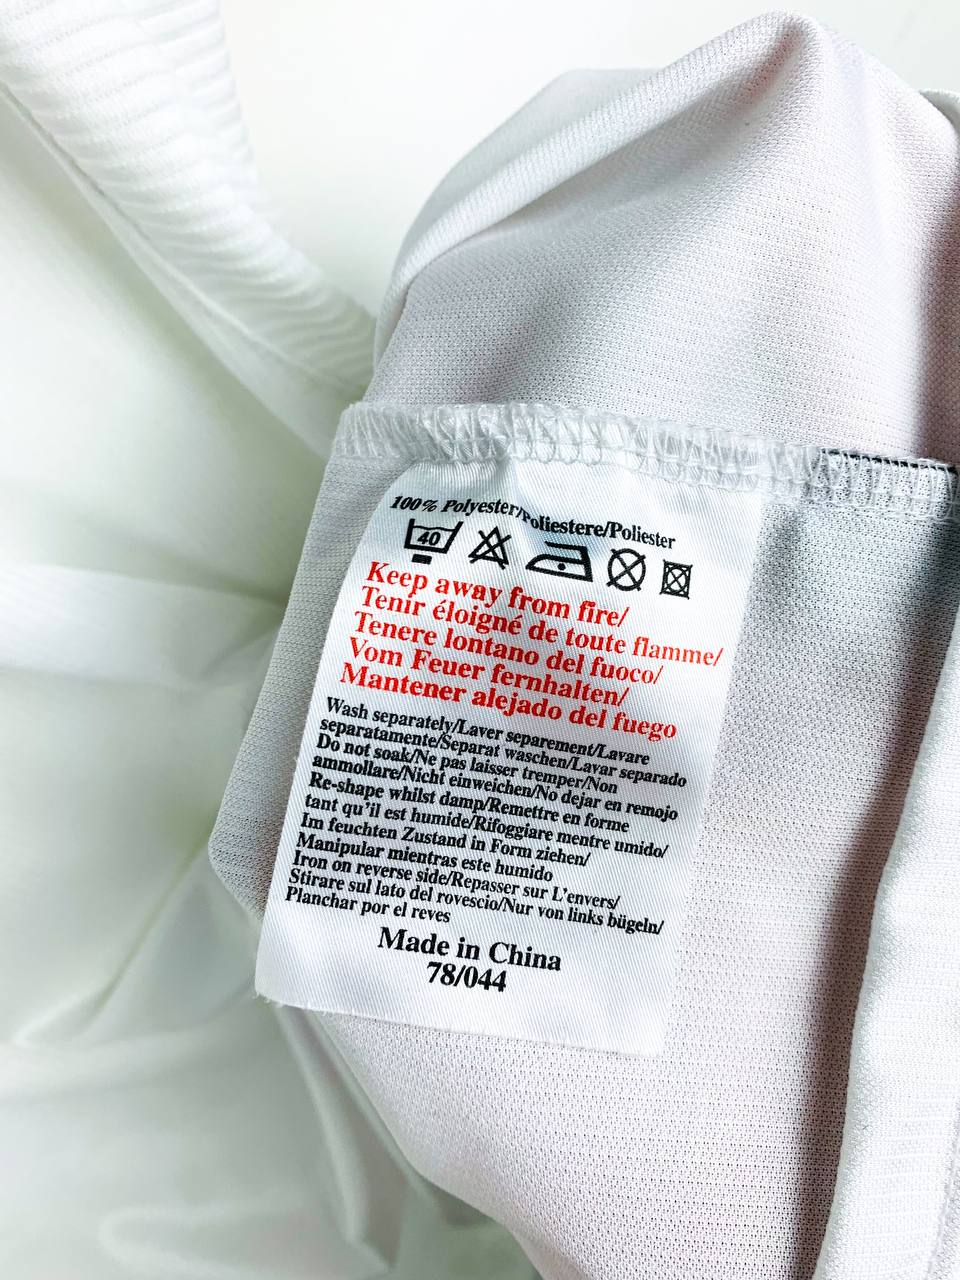 100% Polyester/Poliestere/Poliester
40
Keep away from fire/
Tenir éloigné de toute flamme/
Tenere lontano del fuoco/
Vom Feuer fernhalten/
Mantener alejado del fuego
Wash separately/Laver separement/Lavare
separatamente/Separat waschen/Lavar separado
Do not soak/Ne pas laisser tremper/Non
ammollare/Nicht einweichen/No dejar en remojo
Re-shape whilst damp/Remettre en forme
tant qu'il est humide/Rifoggiare mentre umido/
Im feuchten Zustand in Form ziehen/
Manipular mientras este humido
Iron on reverse side/Repasser sur L'envers/
Stirare sul lato del rovescio/Nur von links bügeln/
Planchar por el reves
Made in China
78/044